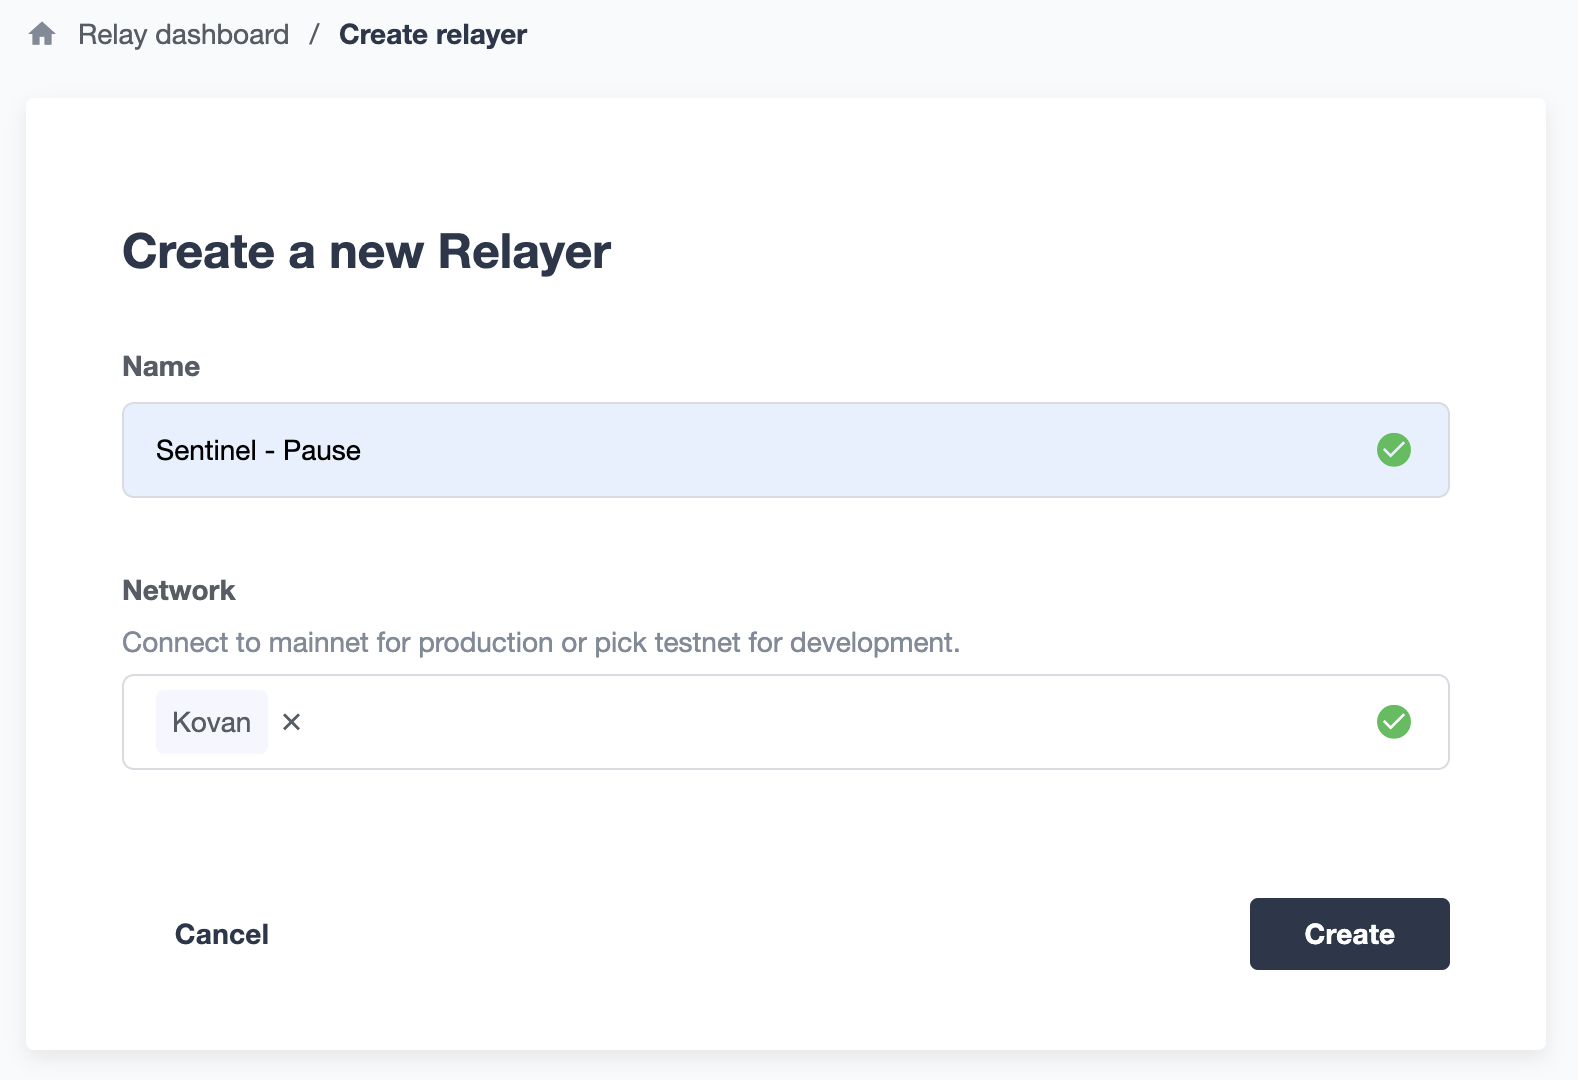 Relay dashboard / Create relayer
Create a new Relayer
Name
Sentinel - Pause
Network
Connect to mainnet for production or pick testnet for development.
Kovan ×
Cancel
Create